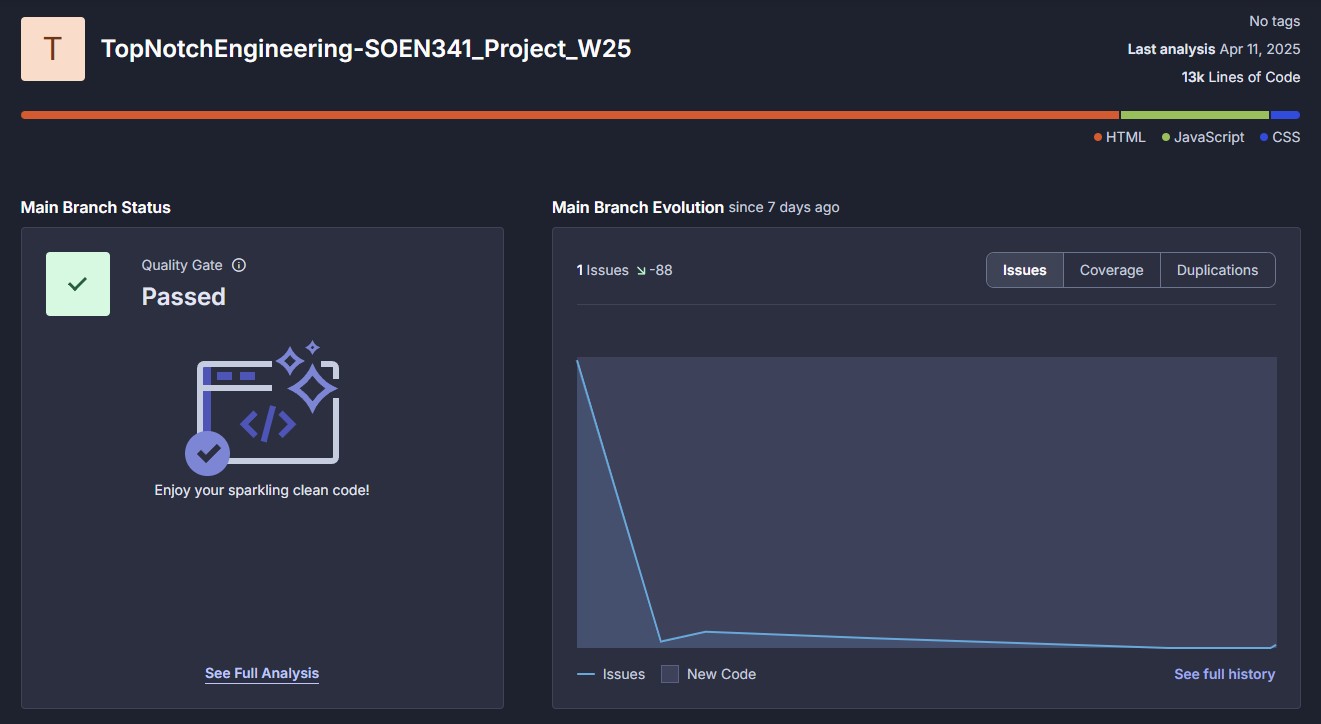 T
TopNotchEngineering-SOEN341_Project_W25
No tags
Last analysis Apr 11, 2025
13k Lines of Code
HTML JavaScript CSS
Main Branch Status
Quality Gate
Passed
Enjoy your sparkling clean code!
See Full Analysis
Main Branch Evolution since 7 days ago
1 Issues -88
Issues Coverage Duplications
Issues New Code
See full history